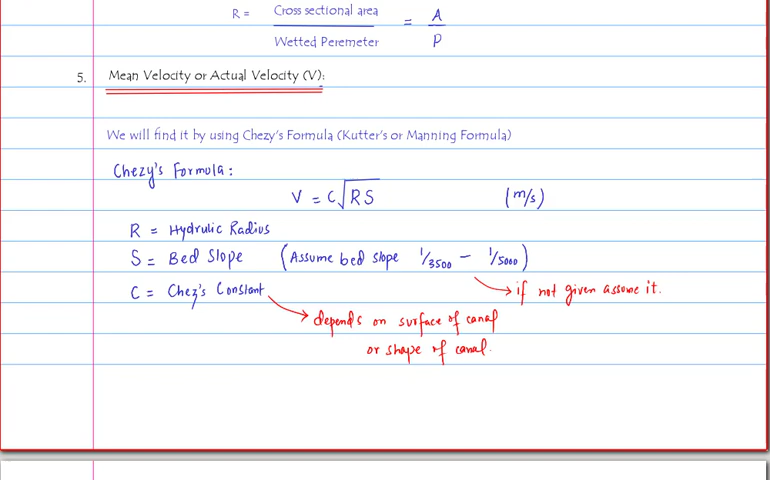 R = Cross sectional area / Wetted Peremeter = A / P
5. Mean Velocity or Actual Velocity (V):
We will find it by using Chezy's Formula (Kutter's or Manning Formula)
Chezy's Formula:
V = C√RS (m/s)
R = Hydrulic Radius
S = Bed Slope (Assume bed slope 1/3500 – 1/5000)
→ if not given assume it.
C = Chez's Constant
→ depends on surface of canal
or shape of canal.